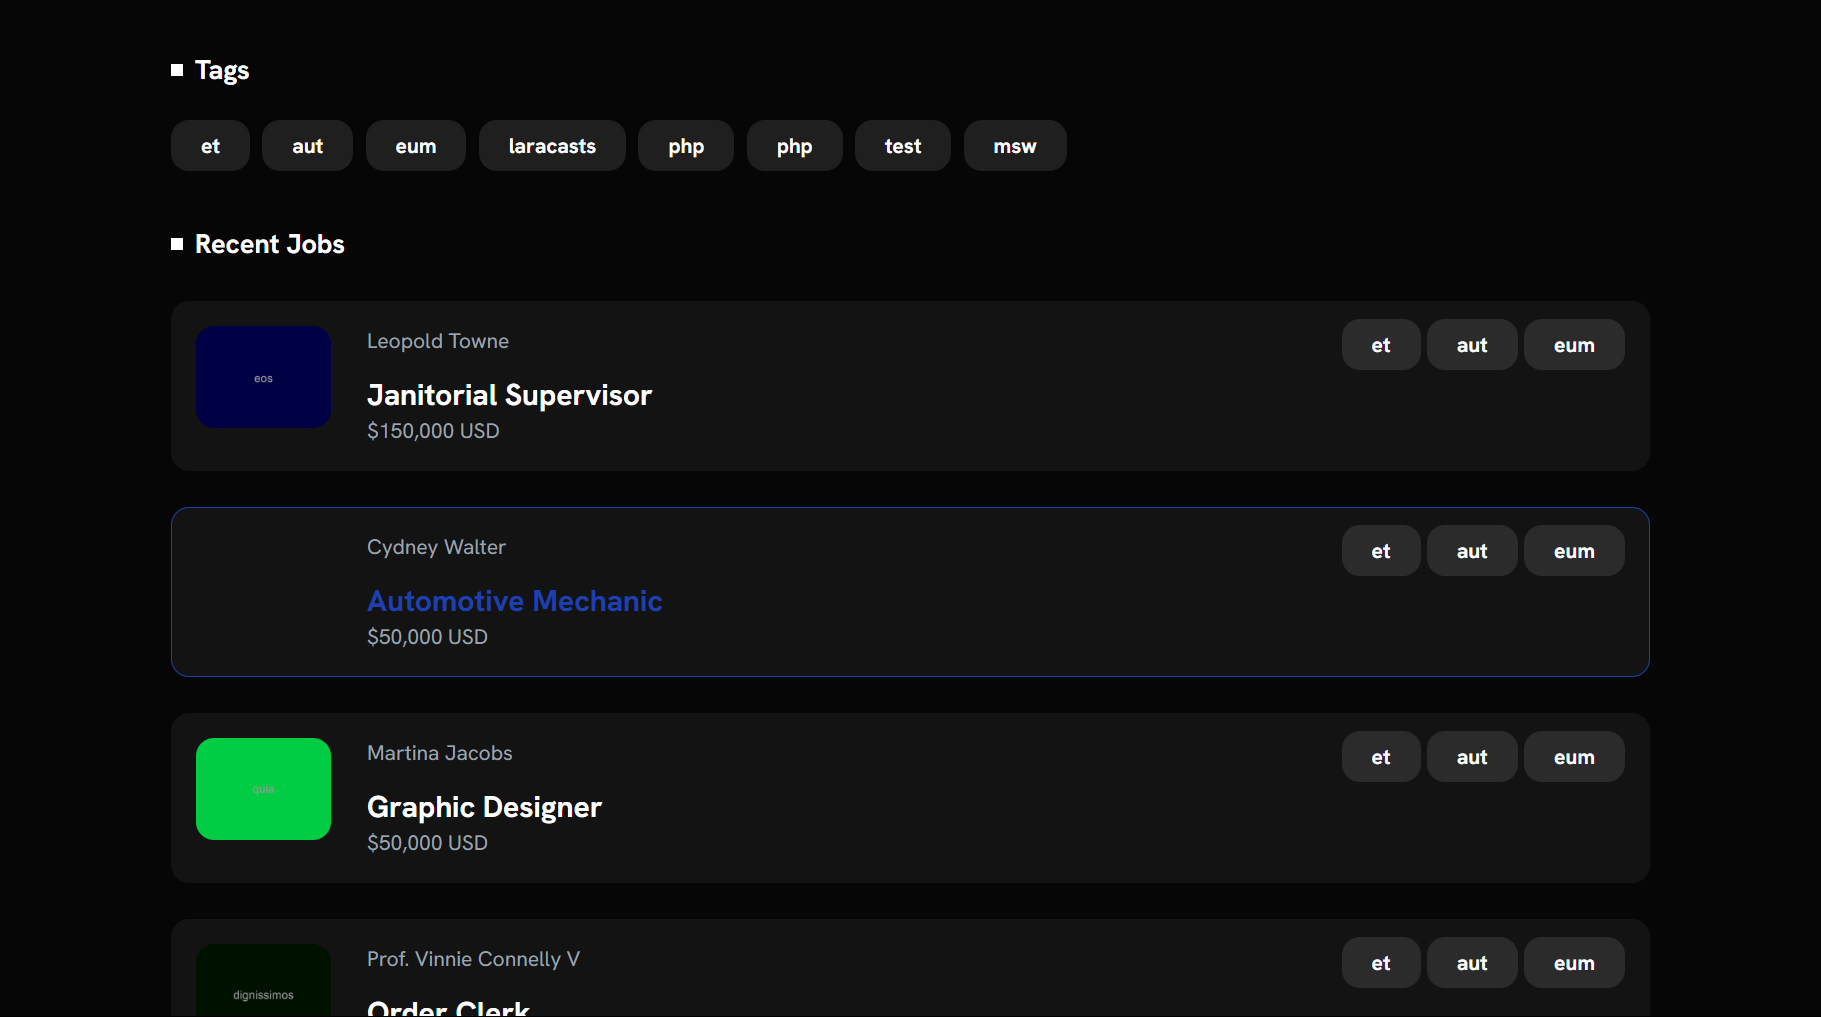 Tags
et aut eum laracasts php php test msw
Recent Jobs
eos
Leopold Towne
Janitorial Supervisor
$150,000 USD
et aut eum
Cydney Walter
Automotive Mechanic
$50,000 USD
et aut eum
quia
Martina Jacobs
Graphic Designer
$50,000 USD
et aut eum
dignissimos
Prof. Vinnie Connelly V
Order Clerk
et aut eum